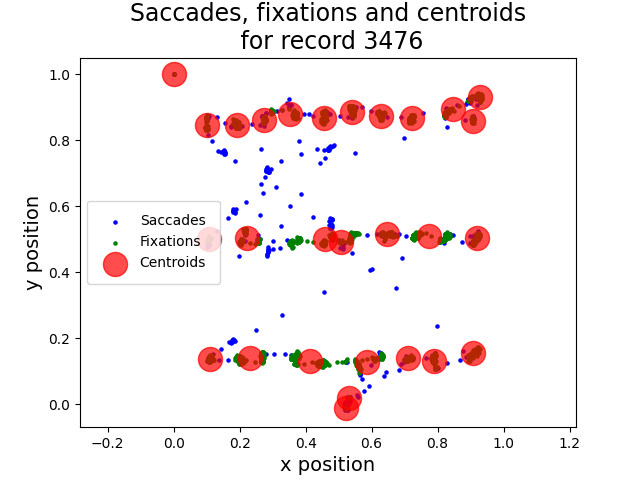 Saccades, fixations and centroids
for record 3476
1.0
0.8
0.6
0.4
0.2
0.0
y position
Saccades
Fixations
Centroids
−0.2
0.0
0.2
0.4
0.6
0.8
1.0
1.2
x position